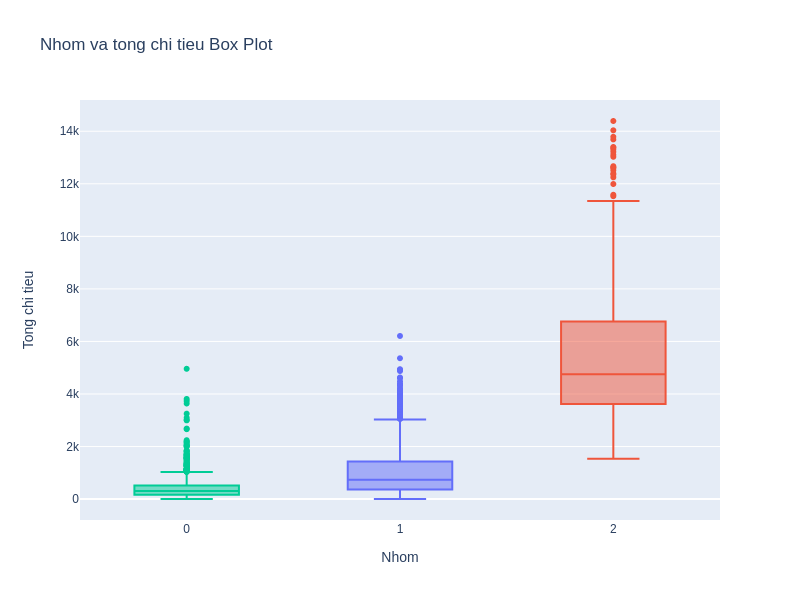 Nhom va tong chi tieu Box Plot
Tong chi tieu
14k
12k
10k
8k
6k
4k
2k
0
0 1 2
Nhom